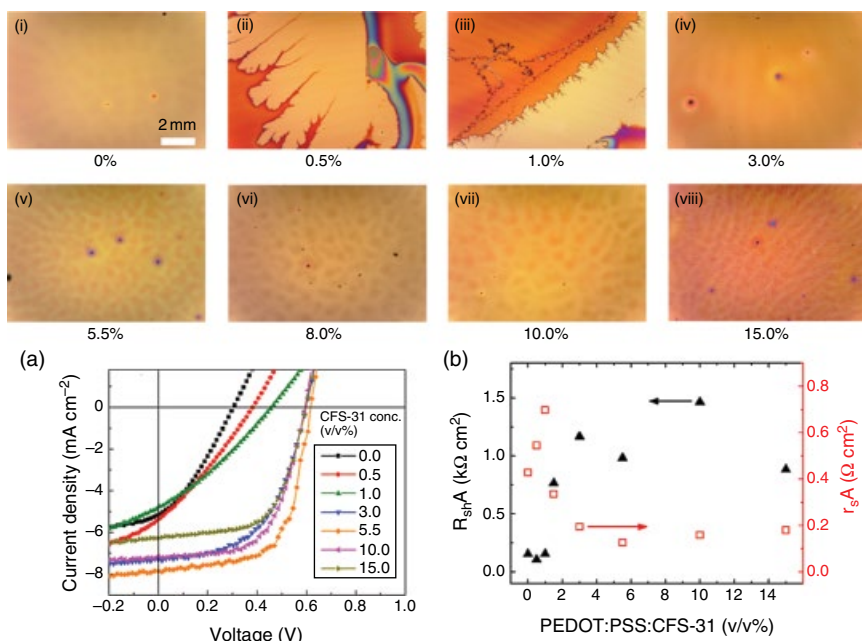 (i) (ii) (iii) (iv)
2 mm
0% 0.5% 1.0% 3.0%
(v) (vi) (vii) (viii)
5.5% 8.0% 10.0% 15.0%
(a)
Current density (mA cm⁻²)
0
−2
−4
−6
−8
−0.2 0.0 0.2 0.4 0.6 0.8 1.0
Voltage (V)
CFS-31 conc.
(v/v%)
0.0
0.5
1.0
3.0
5.5
10.0
15.0
(b)
RshA (kΩ cm²)
1.5
1.0
0.5
0.0
0 2 4 6 8 10 12 14
PEDOT:PSS:CFS-31 (v/v%)
0.8
0.6
0.4
0.2
0.0
rsA (Ω cm²)